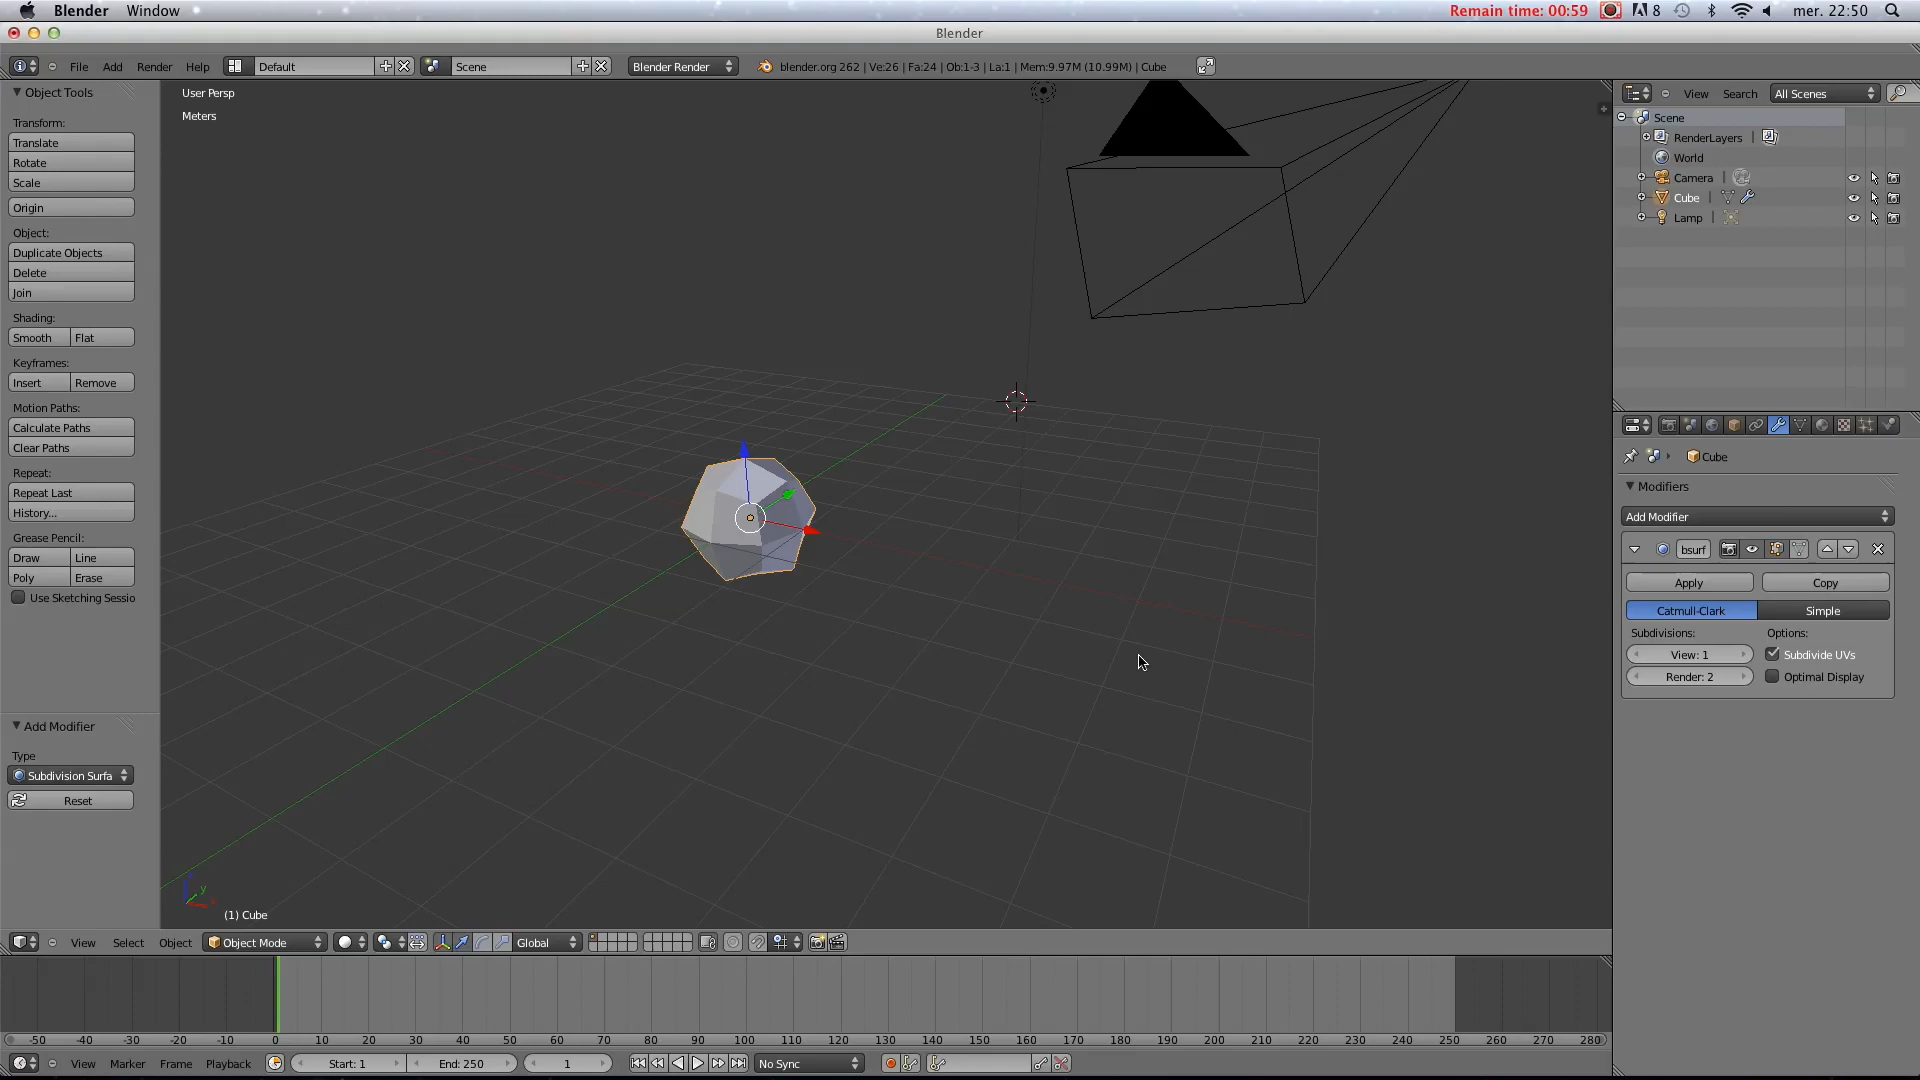 Blender Window Remain time: 00:59 8 mer. 22:50
Blender
File Add Render Help Default Scene Blender Render blender.org 262 | Ve:26 | Fa:24 | Ob:1-3 | La:1 | Mem:9.97M (10.99M) | Cube
Object Tools
Transform:
Translate
Rotate
Scale
Origin
Object:
Duplicate Objects
Delete
Join
Shading:
Smooth Flat
Keyframes:
Insert Remove
Motion Paths:
Calculate Paths
Clear Paths
Repeat:
Repeat Last
History...
Grease Pencil:
Draw Line
Poly Erase
Use Sketching Sessio
Add Modifier
Type
Subdivision Surfa
Reset
User Persp
Meters
y
x
(1) Cube
View Search All Scenes
Scene
RenderLayers |
World
Camera |
Cube |
Lamp |
Cube
Modifiers
Add Modifier
bsurf
Apply Copy
Catmull-Clark Simple
Subdivisions: Options:
View: 1 Subdivide UVs
Render: 2 Optimal Display
View Select Object Object Mode Global
-50 -40 -30 -20 -10 0 10 20 30 40 50 60 70 80 90 100 110 120 130 140 150 160 170 180 190 200 210 220 230 240 250 260 270 280
View Marker Frame Playback Start: 1 End: 250 1 No Sync